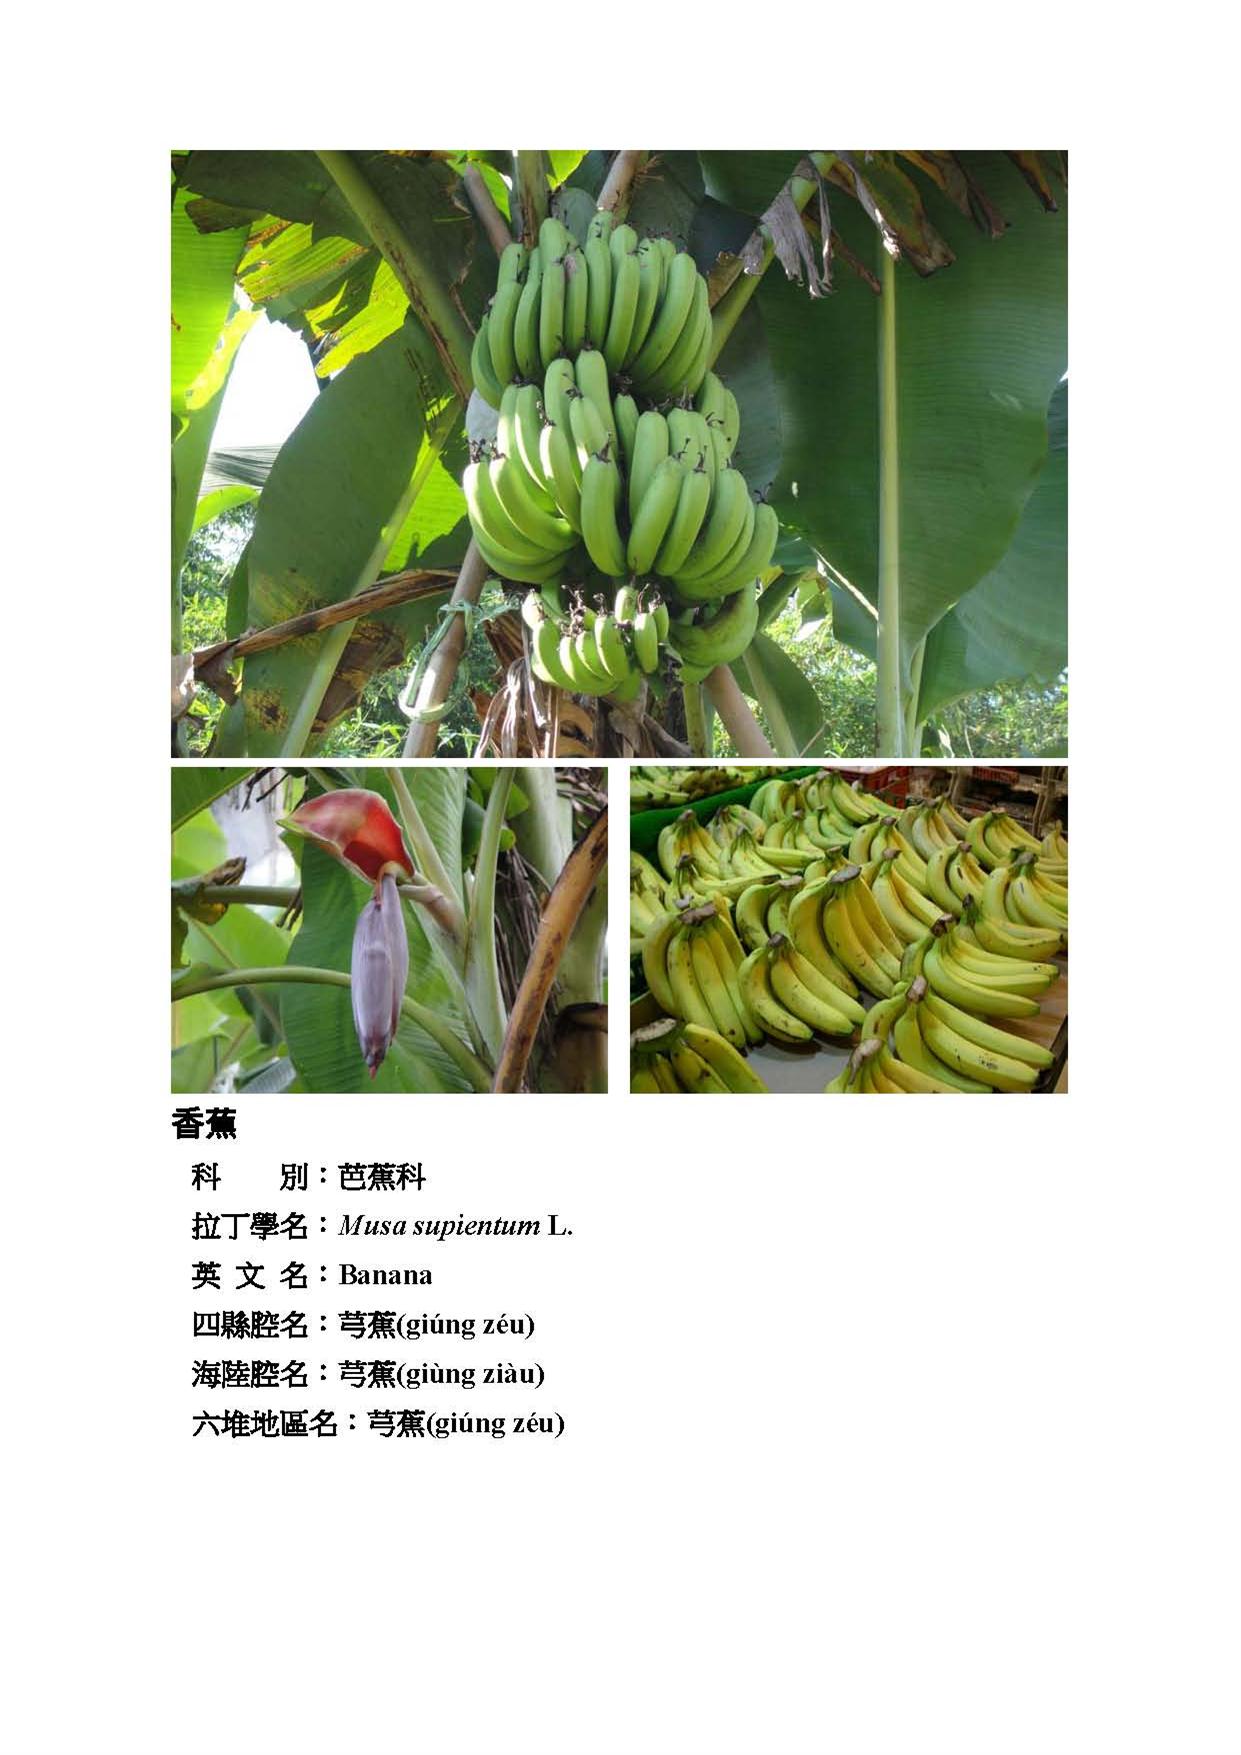 香蕉
科　　別：芭蕉科
拉丁學名：Musa supientum L.
英 文 名：Banana
四縣腔名：芎蕉(giúng zéu)
海陸腔名：芎蕉(giùng ziàu)
六堆地區名：芎蕉(giúng zéu)